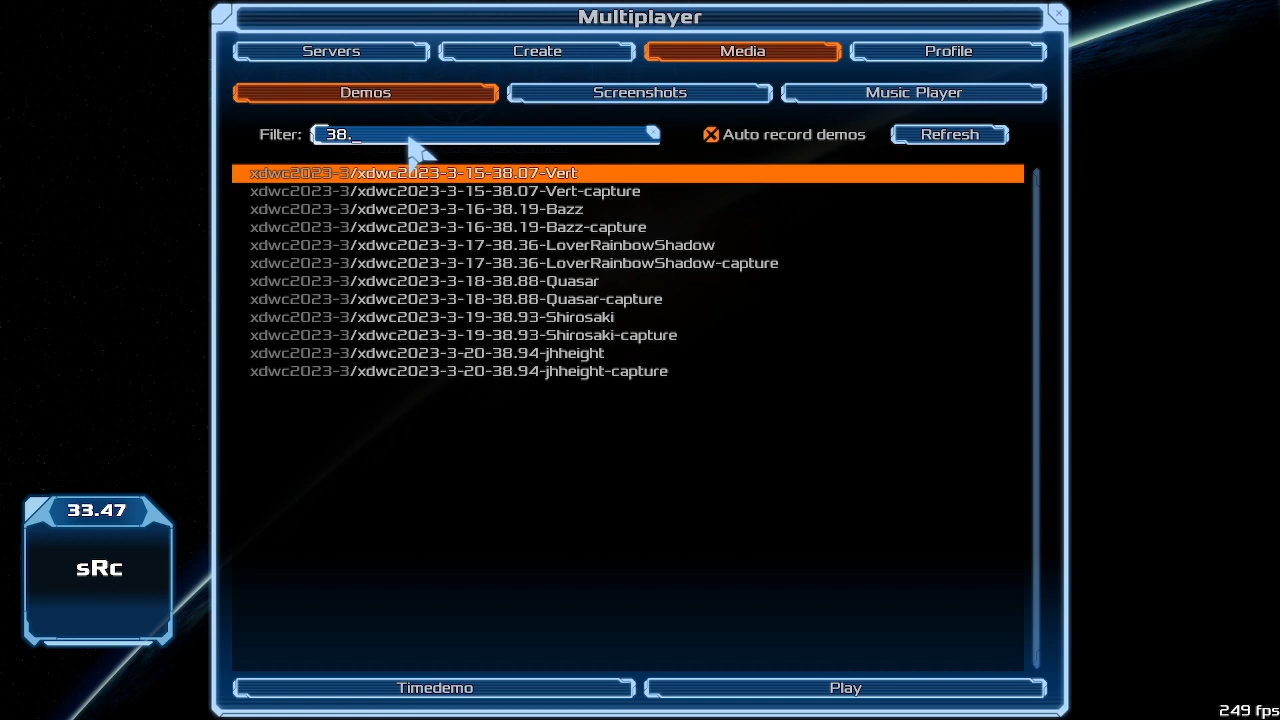 Multiplayer
Servers Create Media Profile
Demos Screenshots Music Player
Filter: 38._ Auto record demos Refresh
xdwc2023-3/xdwc2023-3-15-38.07-Vert
xdwc2023-3/xdwc2023-3-15-38.07-Vert-capture
xdwc2023-3/xdwc2023-3-16-38.19-Bazz
xdwc2023-3/xdwc2023-3-16-38.19-Bazz-capture
xdwc2023-3/xdwc2023-3-17-38.36-LoverRainbowShadow
xdwc2023-3/xdwc2023-3-17-38.36-LoverRainbowShadow-capture
xdwc2023-3/xdwc2023-3-18-38.88-Quasar
xdwc2023-3/xdwc2023-3-18-38.88-Quasar-capture
xdwc2023-3/xdwc2023-3-19-38.93-Shirosaki
xdwc2023-3/xdwc2023-3-19-38.93-Shirosaki-capture
xdwc2023-3/xdwc2023-3-20-38.94-jhheight
xdwc2023-3/xdwc2023-3-20-38.94-jhheight-capture
33.47
sRc
Timedemo Play
249 fps